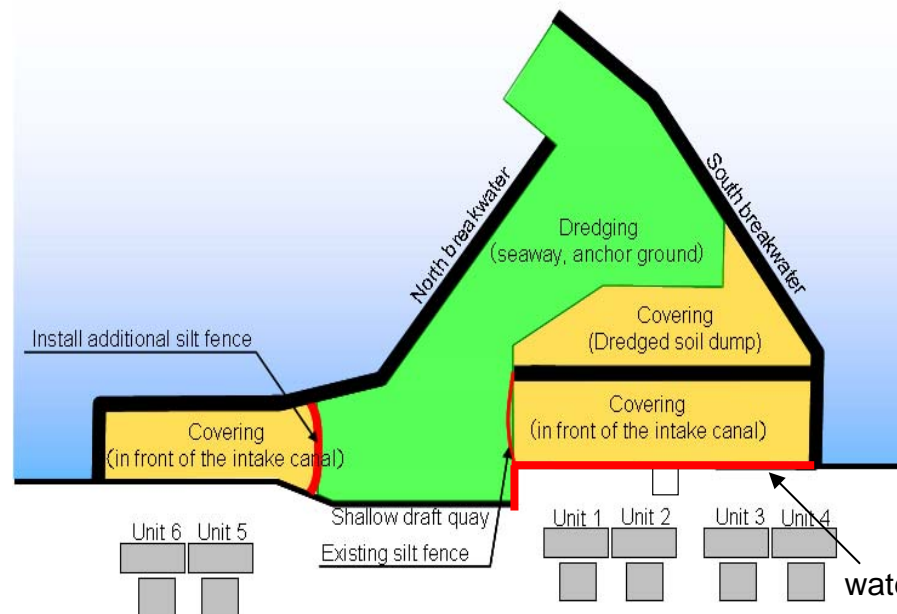 North breakwater
South breakwater
Dredging
(seaway, anchor ground)
Install additional silt fence
Covering
(Dredged soil dump)
Covering
(in front of the intake canal)
Covering
(in front of the intake canal)
Shallow draft quay
Existing silt fence
Unit 6
Unit 5
Unit 1
Unit 2
Unit 3
Unit 4